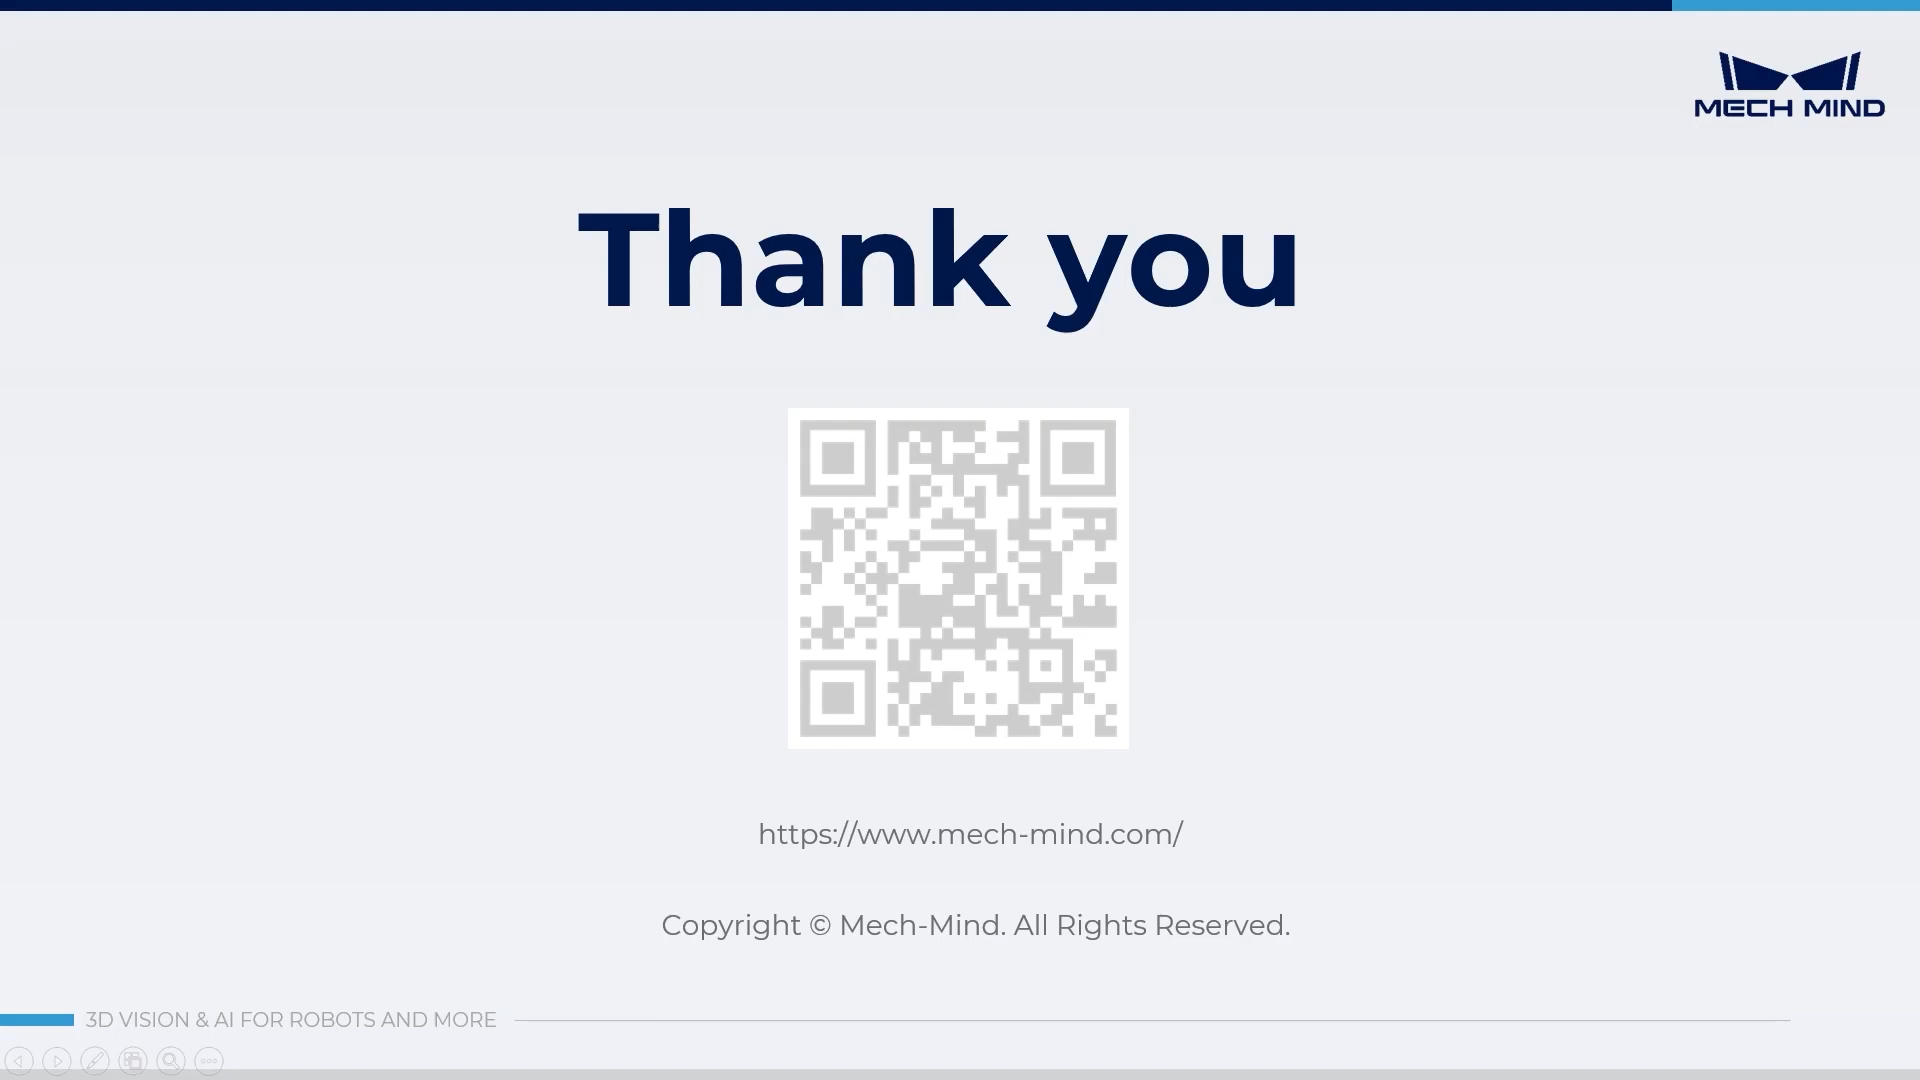 MECH MIND
Thank you
https://www.mech-mind.com/
Copyright © Mech-Mind. All Rights Reserved.
3D VISION & AI FOR ROBOTS AND MORE